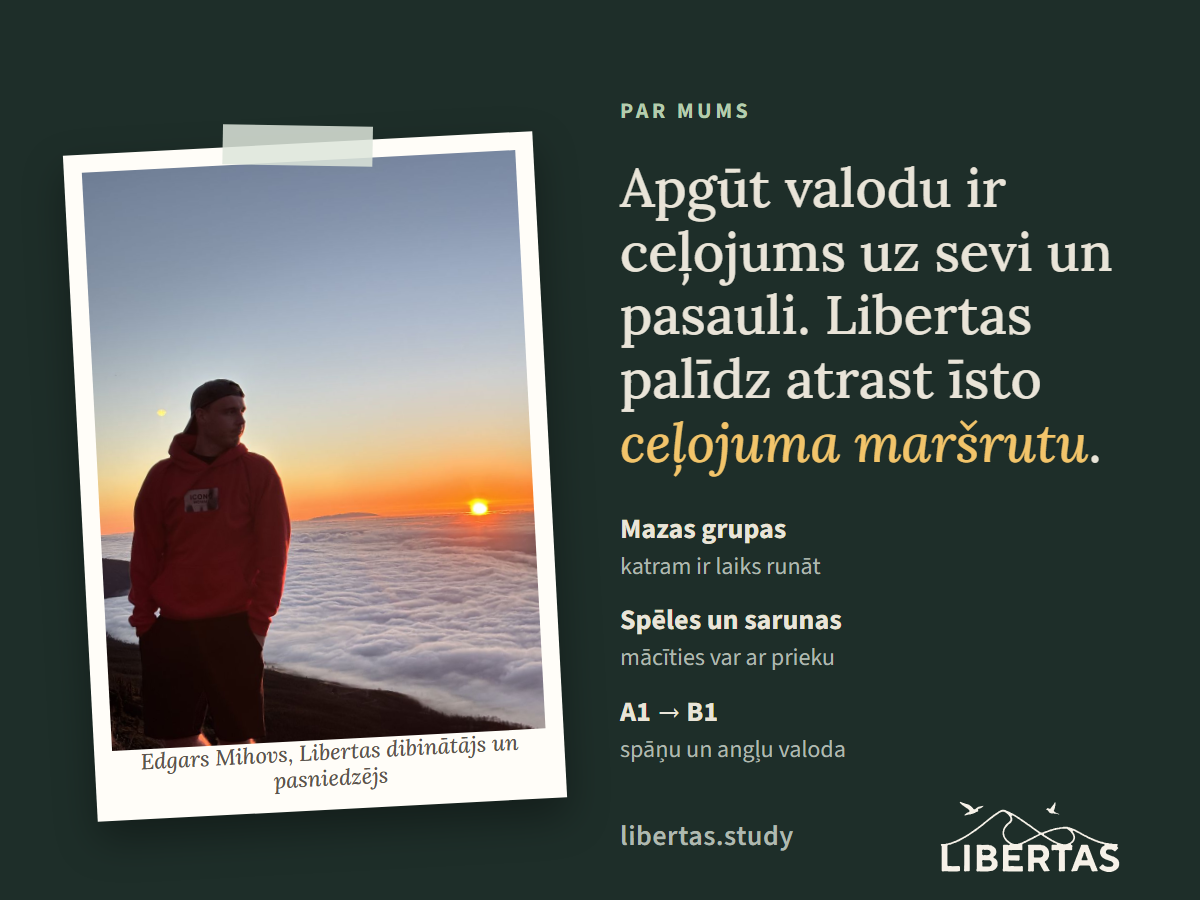 PAR MUMS
Apgūt valodu ir
ceļojums uz sevi un
pasauli. Libertas
palīdz atrast īsto
ceļojuma maršrutu.
Mazas grupas
katram ir laiks runāt
Spēles un sarunas
mācīties var ar prieku
A1 → B1
spāņu un angļu valoda
libertas.study
LIBERTAS
ICON
Edgars Mihovs, Libertas dibinātājs un
pasniedzējs